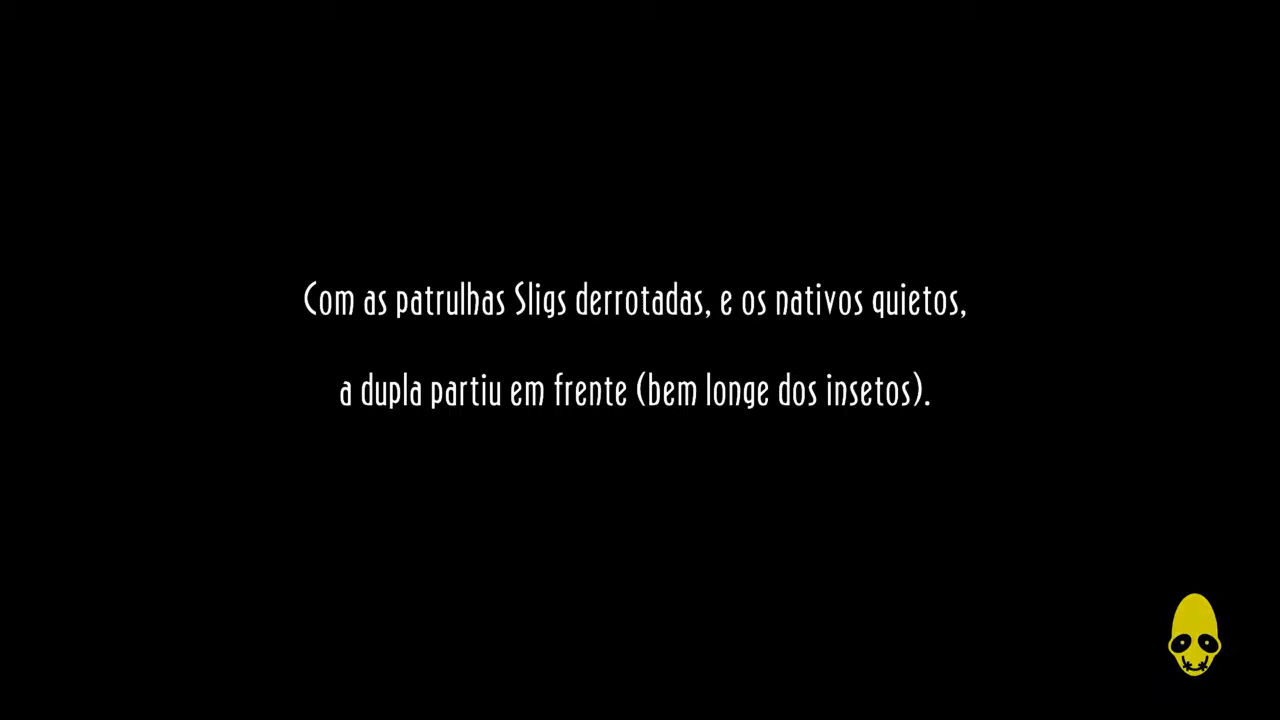 Com as patrulhas Sligs derrotadas, e os nativos quietos,
a dupla partiu em frente (bem longe dos insetos).